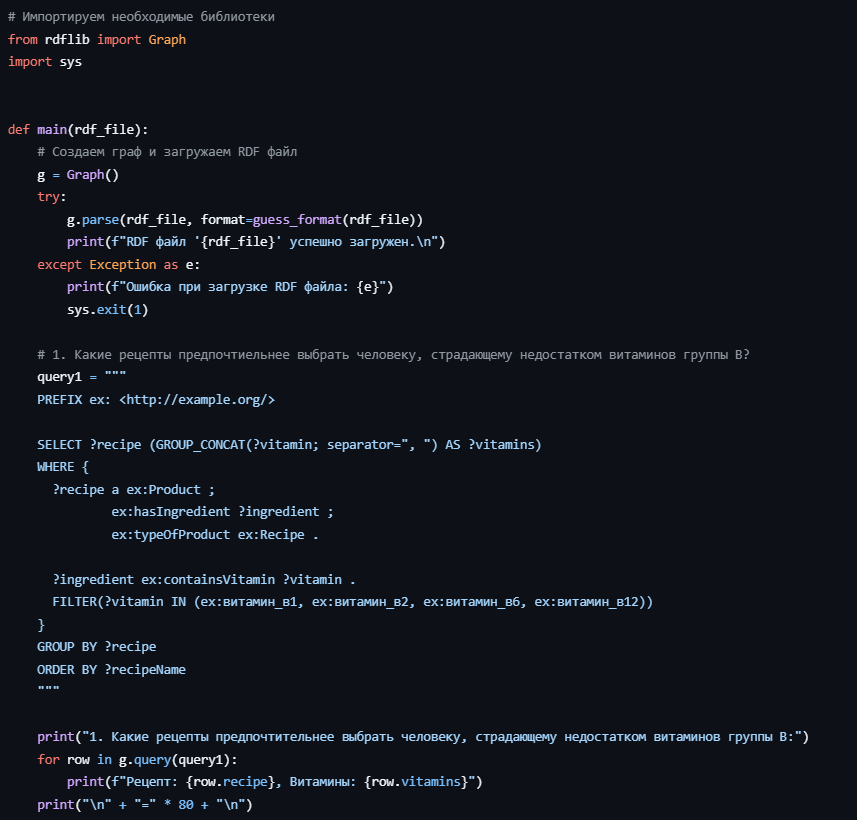 # Импортируем необходимые библиотеки
from rdflib import Graph
import sys
def main(rdf_file):
# Создаем граф и загружаем RDF файл
g = Graph()
try:
g.parse(rdf_file, format=guess_format(rdf_file))
print(f"RDF файл '{rdf_file}' успешно загружен.\n")
except Exception as e:
print(f"Ошибка при загрузке RDF файла: {e}")
sys.exit(1)
# 1. Какие рецепты предпочтиельнее выбрать человеку, страдающему недостатком витаминов группы B?
query1 = """
PREFIX ex: <http://example.org/>
SELECT ?recipe (GROUP_CONCAT(?vitamin; separator=", ") AS ?vitamins)
WHERE {
?recipe a ex:Product ;
ex:hasIngredient ?ingredient ;
ex:typeOfProduct ex:Recipe .
?ingredient ex:containsVitamin ?vitamin .
FILTER(?vitamin IN (ex:витамин_в1, ex:витамин_в2, ex:витамин_в6, ex:витамин_в12))
}
GROUP BY ?recipe
ORDER BY ?recipeName
"""
print("1. Какие рецепты предпочтительнее выбрать человеку, страдающему недостатком витаминов группы B:")
for row in g.query(query1):
print(f"Рецепт: {row.recipe}, Витамины: {row.vitamins}")
print("\n" + "=" * 80 + "\n")